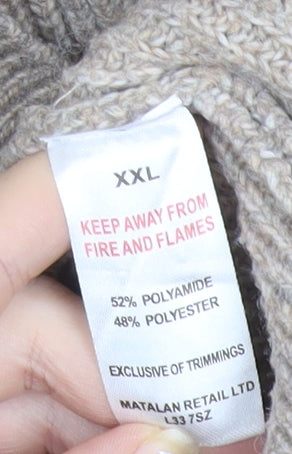 XXL
KEEP AWAY FROM
FIRE AND FLAMES
52% POLYAMIDE
48% POLYESTER
EXCLUSIVE OF TRIMMINGS
MATALAN RETAIL LTD
L33 7SZ